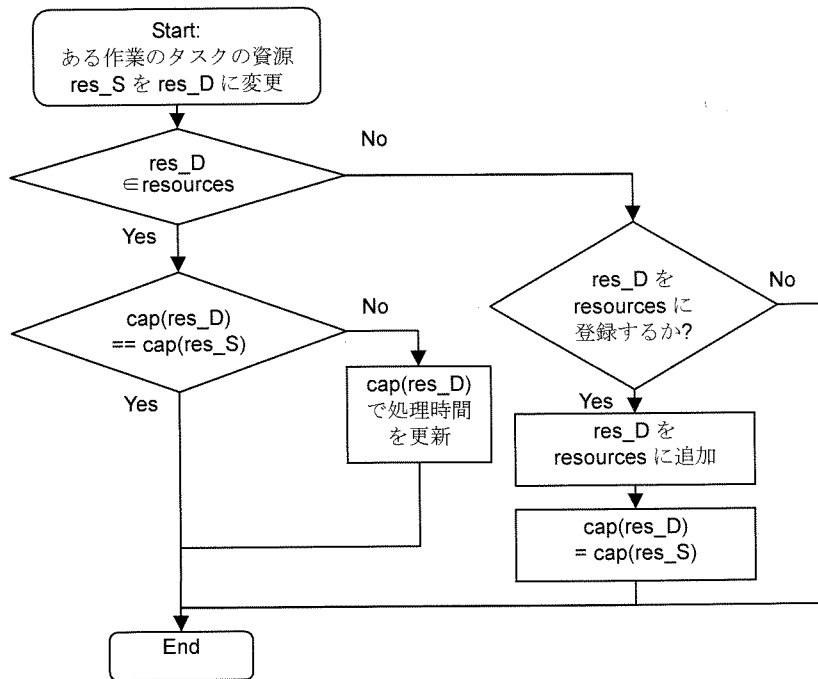 Start:
ある作業のタスクの資源
res_S を res_D に変更
No
res_D
∈resources
Yes
cap(res_D)
== cap(res_S)
No
Yes
cap(res_D)
で処理時間
を更新
res_D を
resources に
登録するか?
No
Yes
res_D を
resources に追加
cap(res_D)
= cap(res_S)
End